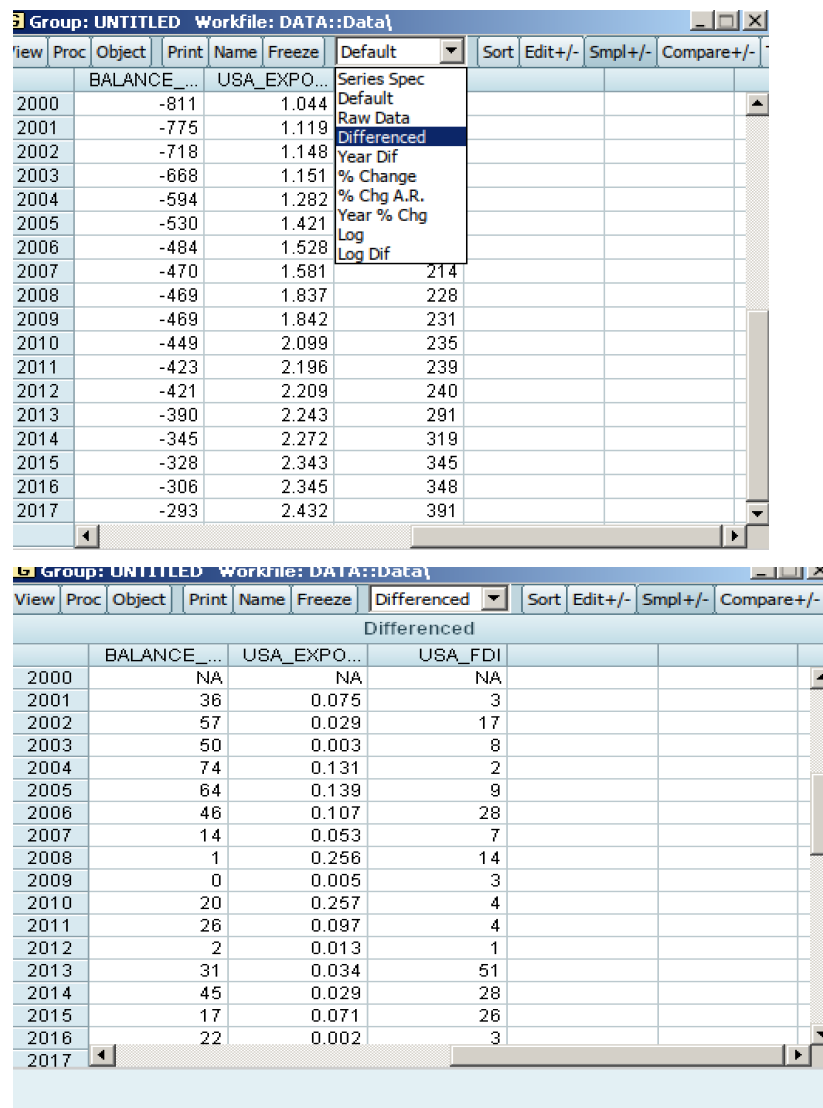 Group: UNTITLED Workfile: DATA::Data\
View Proc Object Print Name Freeze Default Sort Edit+/- Smpl+/- Compare+/-
BALANCE_... USA_EXPO...
Series Spec
Default
Raw Data
Differenced
Year Dif
% Change
% Chg A.R.
Year % Chg
Log
Log Dif
2000 -811 1.044
2001 -775 1.119
2002 -718 1.148
2003 -668 1.151
2004 -594 1.282
2005 -530 1.421
2006 -484 1.528
2007 -470 1.581 214
2008 -469 1.837 228
2009 -469 1.842 231
2010 -449 2.099 235
2011 -423 2.196 239
2012 -421 2.209 240
2013 -390 2.243 291
2014 -345 2.272 319
2015 -328 2.343 345
2016 -306 2.345 348
2017 -293 2.432 391
Group: UNTITLED Workfile: DATA::Data\
View Proc Object Print Name Freeze Differenced Sort Edit+/- Smpl+/- Compare+/-
Differenced
BALANCE_... USA_EXPO... USA_FDI
2000 NA NA NA
2001 36 0.075 3
2002 57 0.029 17
2003 50 0.003 8
2004 74 0.131 2
2005 64 0.139 9
2006 46 0.107 28
2007 14 0.053 7
2008 1 0.256 14
2009 0 0.005 3
2010 20 0.257 4
2011 26 0.097 4
2012 2 0.013 1
2013 31 0.034 51
2014 45 0.029 28
2015 17 0.071 26
2016 22 0.002 3
2017